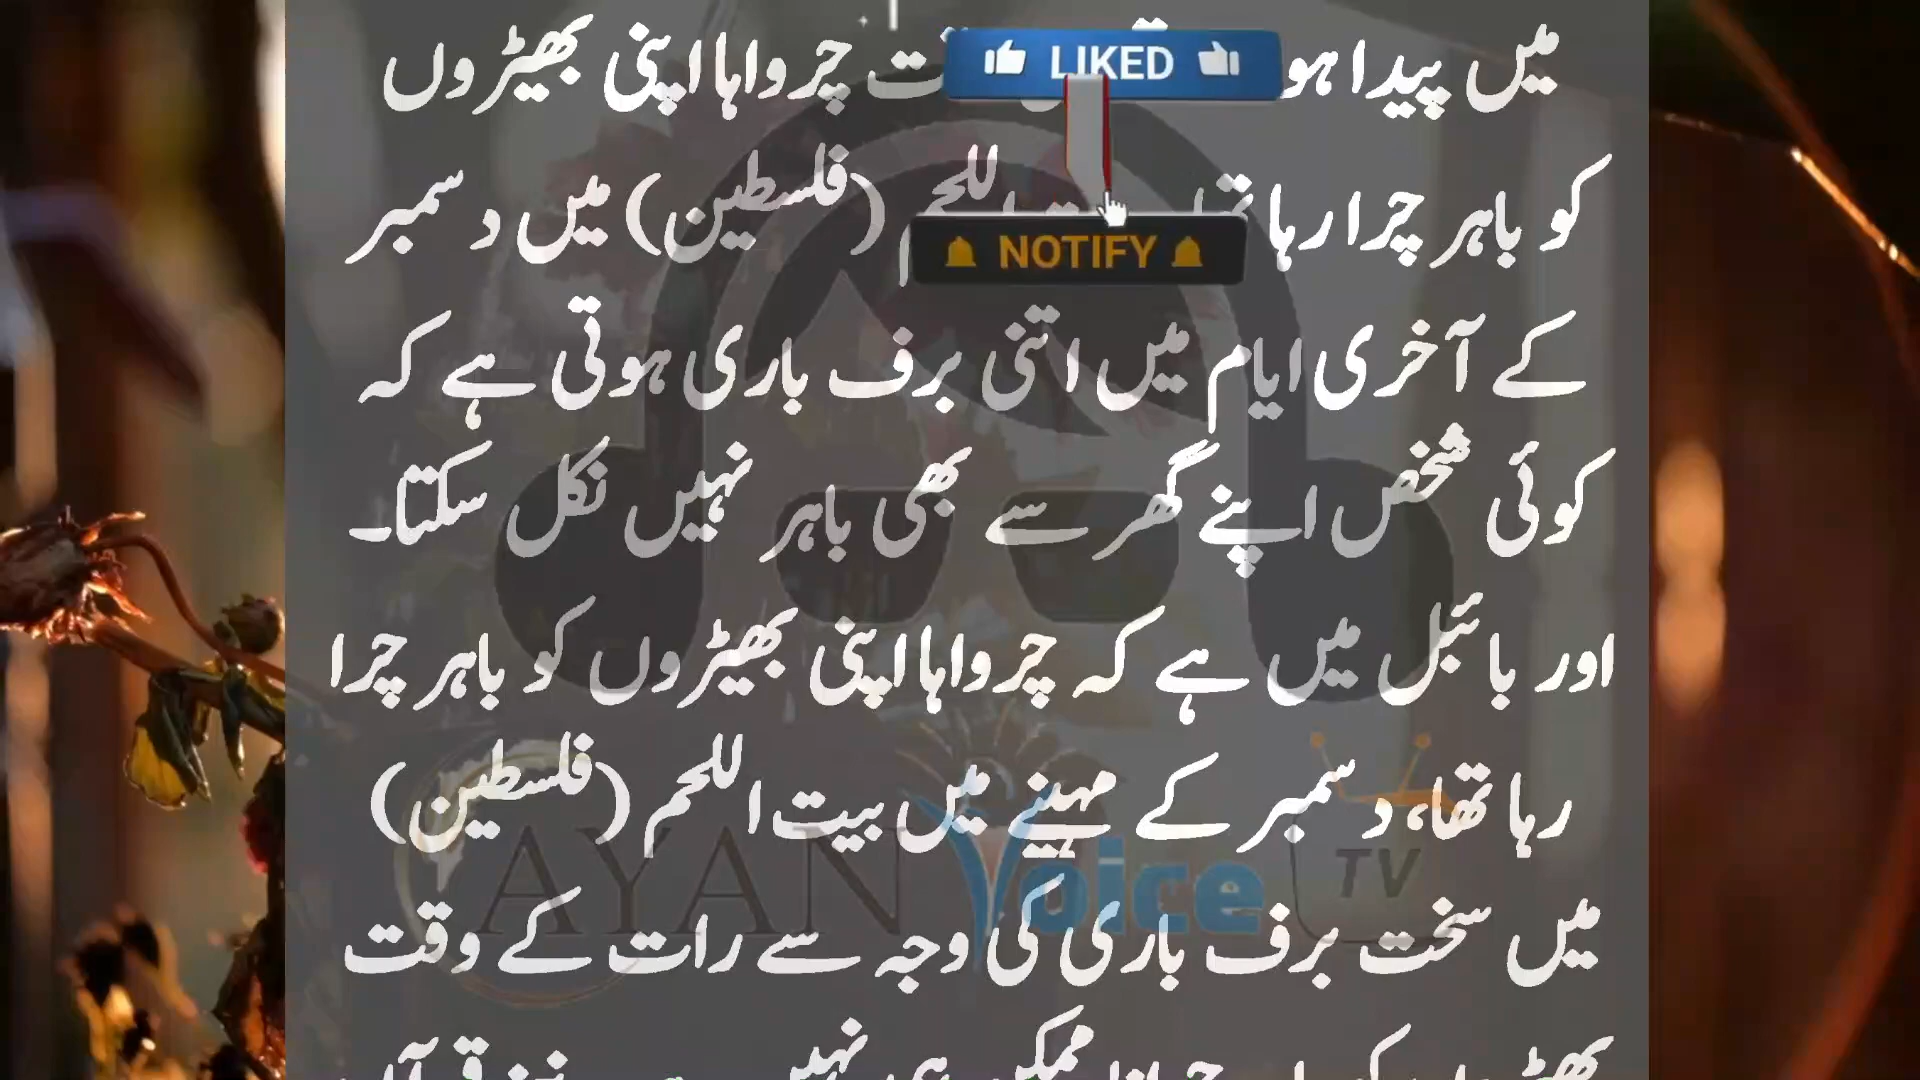 میں پیدا ہو
چرواہا اپنی بھیڑوں
LIKED
کو باہر چرا رہا
(فلسطین) میں دسمبر
NOTIFY
کے آخری ایام میں اتنی برف باری ہوتی ہے کہ
کوئی شخص اپنے گھر سے بھی باہر نہیں نکل سکتا۔
اور بائبل میں ہے کہ چرواہا اپنی بھیڑوں کو باہر چرا
رہا تھا، دسمبر کے مہینے میں بیت اللحم (فلسطین)
AYAN Voice TV
میں سخت برف باری کی وجہ سے رات کے وقت